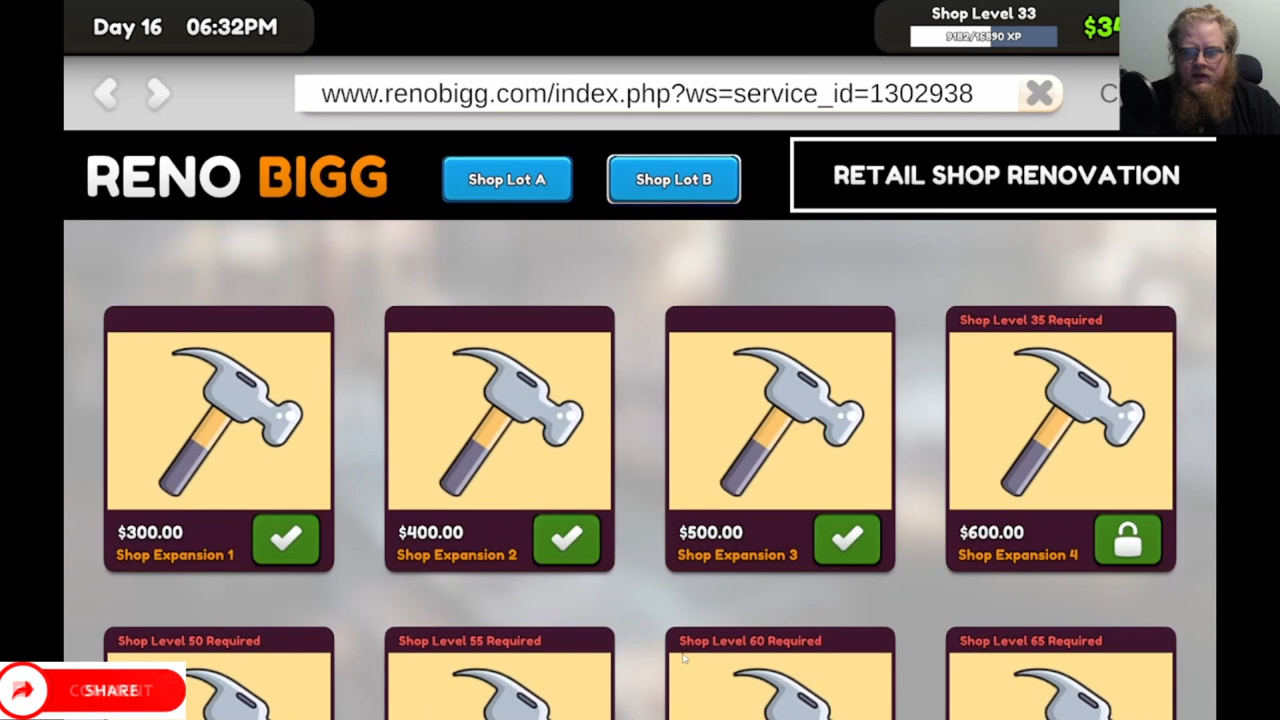 Day 16 06:32PM
Shop Level 33
9182/16890 XP
www.renobigg.com/index.php?ws=service_id=1302938
RENO BIGG
Shop Lot A
Shop Lot B
RETAIL SHOP RENOVATION
Shop Level 35 Required
$300.00
Shop Expansion 1
$400.00
Shop Expansion 2
$500.00
Shop Expansion 3
$600.00
Shop Expansion 4
Shop Level 50 Required
Shop Level 55 Required
Shop Level 60 Required
Shop Level 65 Required
SHARE